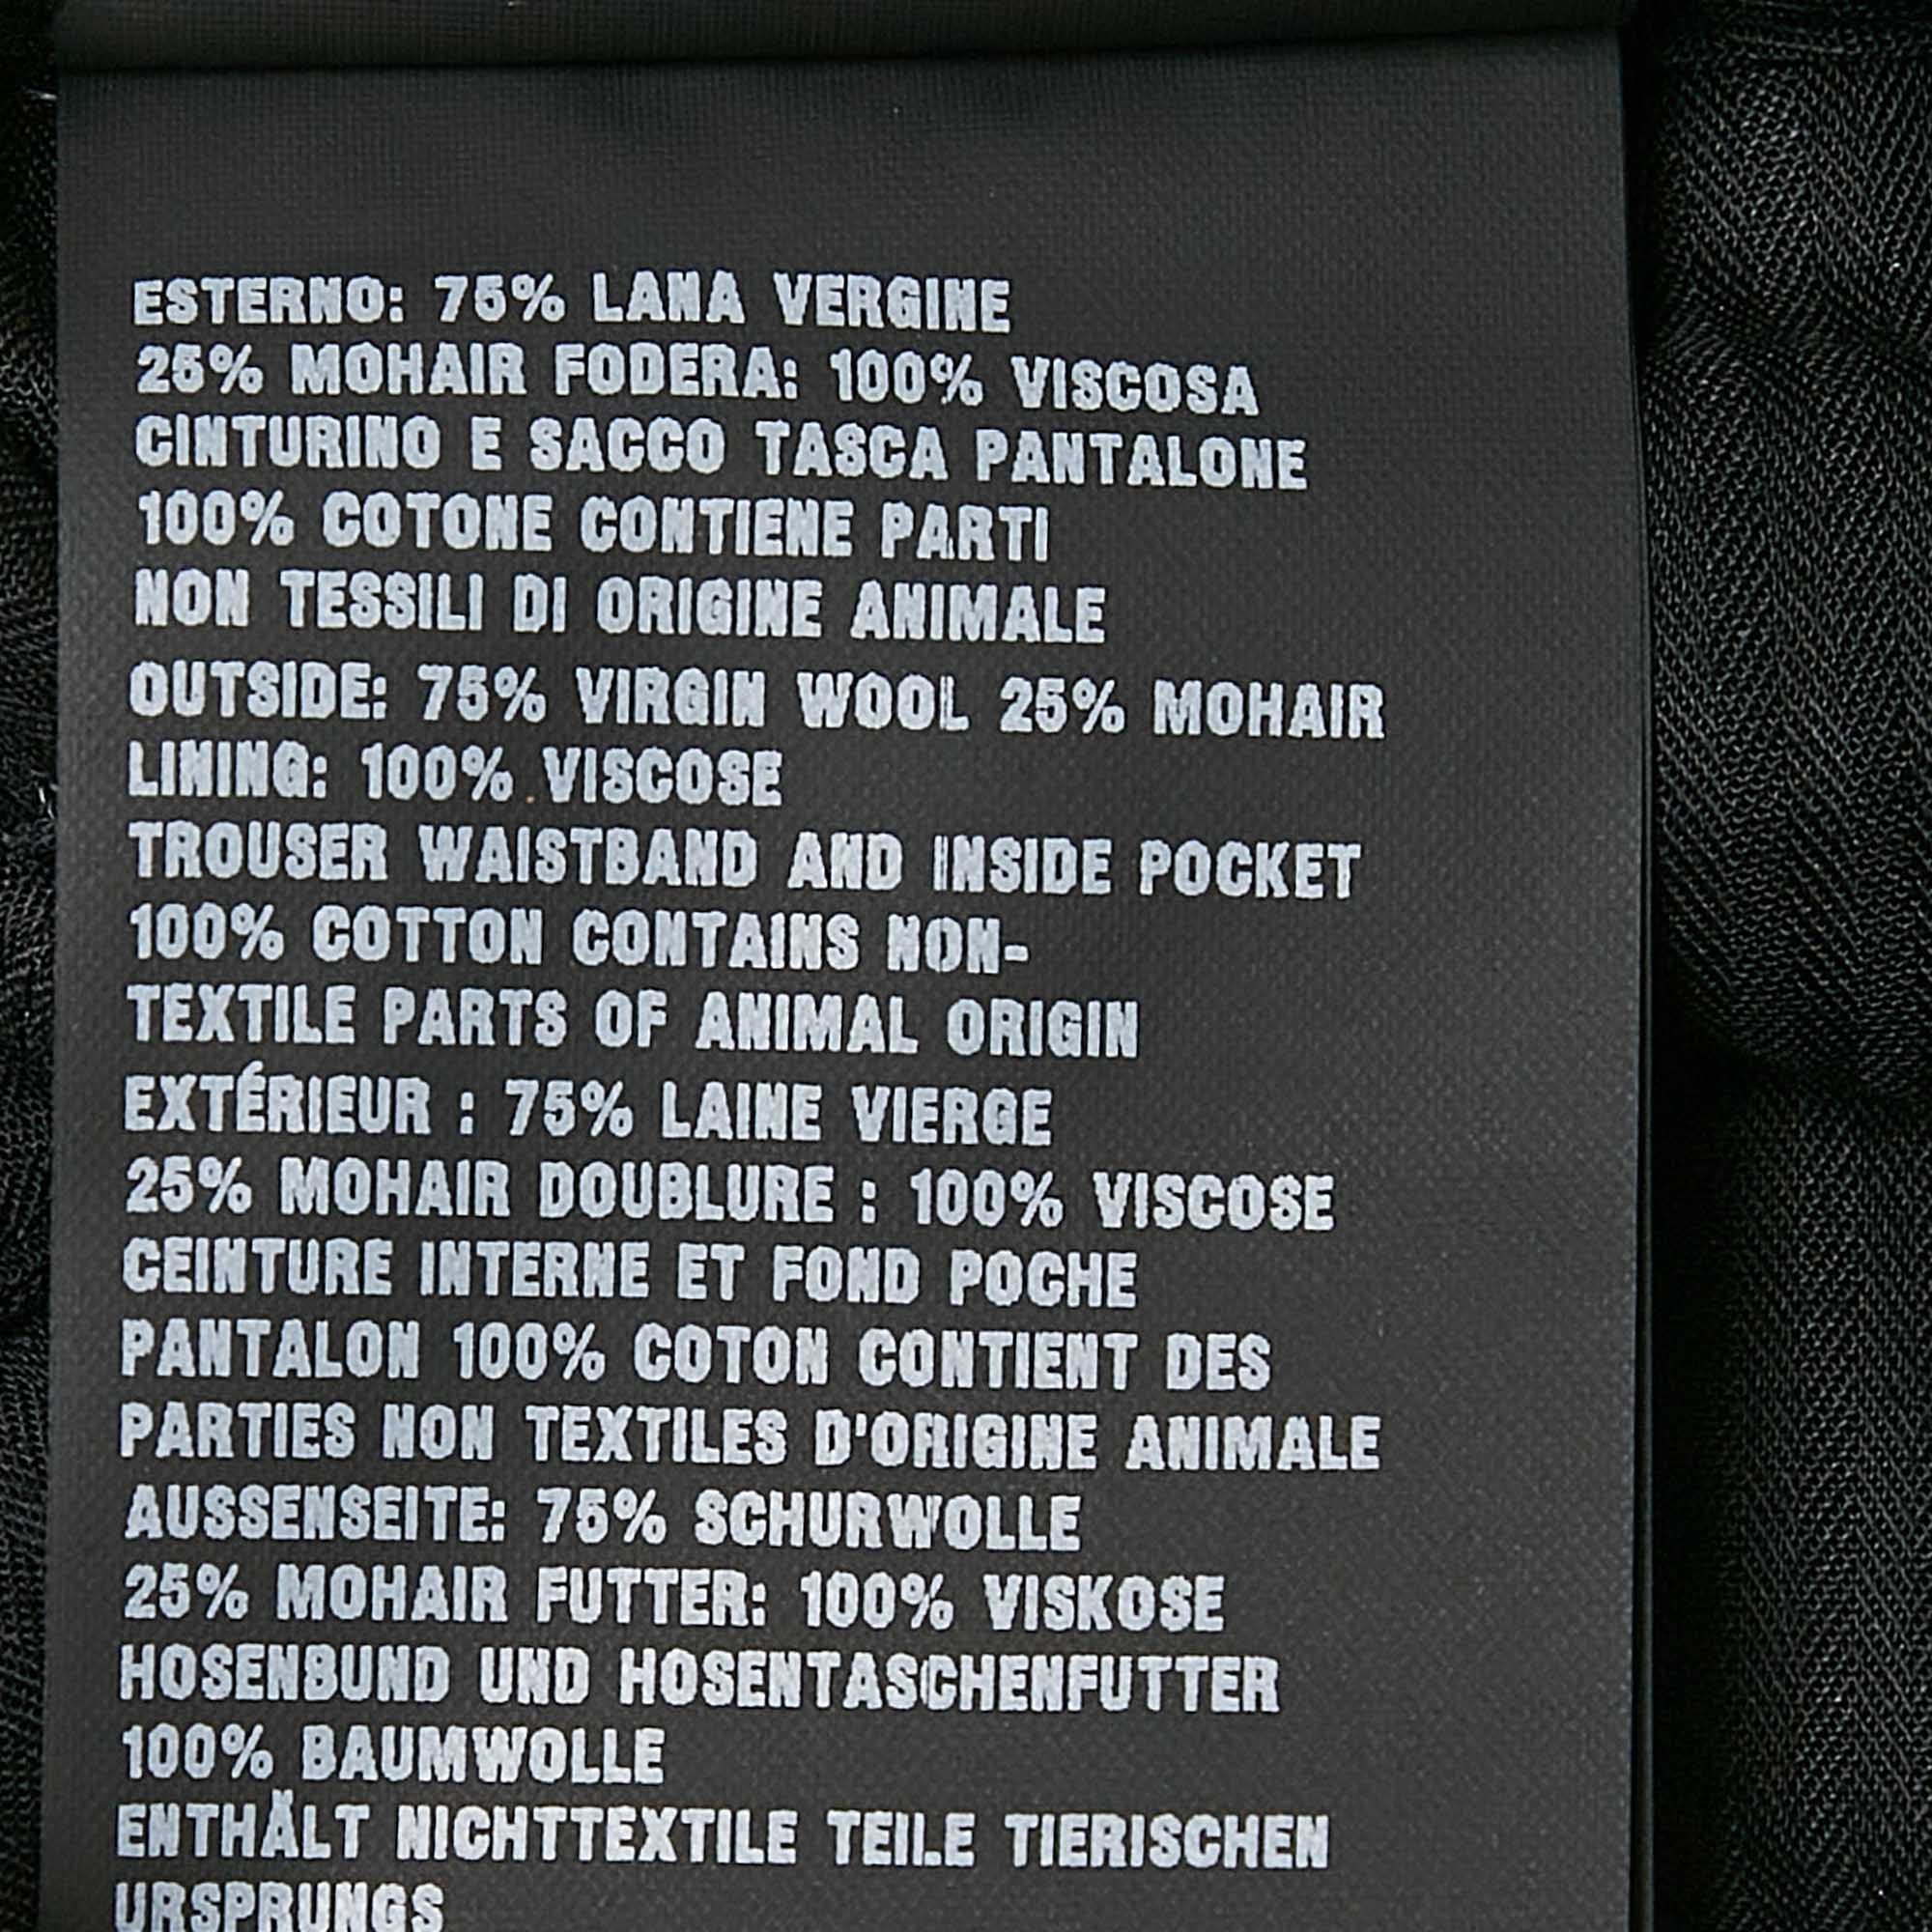 ESTERNO: 75% LANA VERGINE
25% MOHAIR FODERA: 100% VISCOSA
CINTURINO E SACCO TASCA PANTALONE
100% COTONE CONTIENE PARTI
NON TESSILI DI ORIGINE ANIMALE
OUTSIDE: 75% VIRGIN WOOL 25% MOHAIR
LINING: 100% VISCOSE
TROUSER WAISTBAND AND INSIDE POCKET
100% COTTON CONTAINS NON-
TEXTILE PARTS OF ANIMAL ORIGIN
EXTÉRIEUR : 75% LAINE VIERGE
25% MOHAIR DOUBLURE : 100% VISCOSE
CEINTURE INTERNE ET FOND POCHE
PANTALON 100% COTON CONTIENT DES
PARTIES NON TEXTILES D'ORIGINE ANIMALE
AUSSENSEITE: 75% SCHURWOLLE
25% MOHAIR FUTTER: 100% VISKOSE
HOSENBUND UND HOSENTASCHENFUTTER
100% BAUMWOLLE
ENTHÄLT NICHTTEXTILE TEILE TIERISCHEN
URSPRUNGS